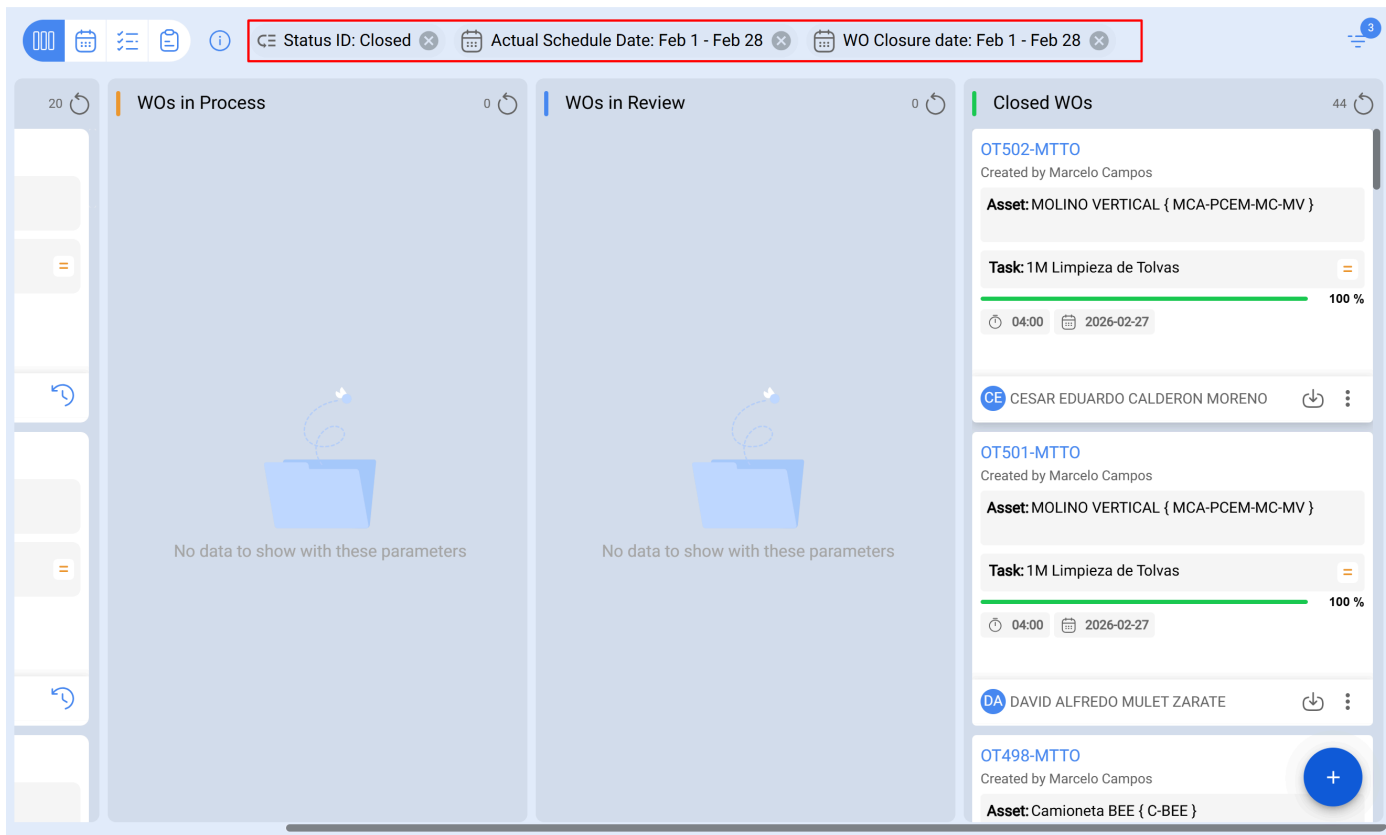 Status ID: Closed
Actual Schedule Date: Feb 1 - Feb 28
WO Closure date: Feb 1 - Feb 28
3
20
WOs in Process
0
WOs in Review
0
Closed WOs
44
No data to show with these parameters
No data to show with these parameters
OT502-MTTO
Created by Marcelo Campos
Asset: MOLINO VERTICAL { MCA-PCEM-MC-MV }
Task: 1M Limpieza de Tolvas
100 %
04:00
2026-02-27
CE CESAR EDUARDO CALDERON MORENO
OT501-MTTO
Created by Marcelo Campos
Asset: MOLINO VERTICAL { MCA-PCEM-MC-MV }
Task: 1M Limpieza de Tolvas
100 %
04:00
2026-02-27
DA DAVID ALFREDO MULET ZARATE
OT498-MTTO
Created by Marcelo Campos
Asset: Camioneta BEE { C-BEE }